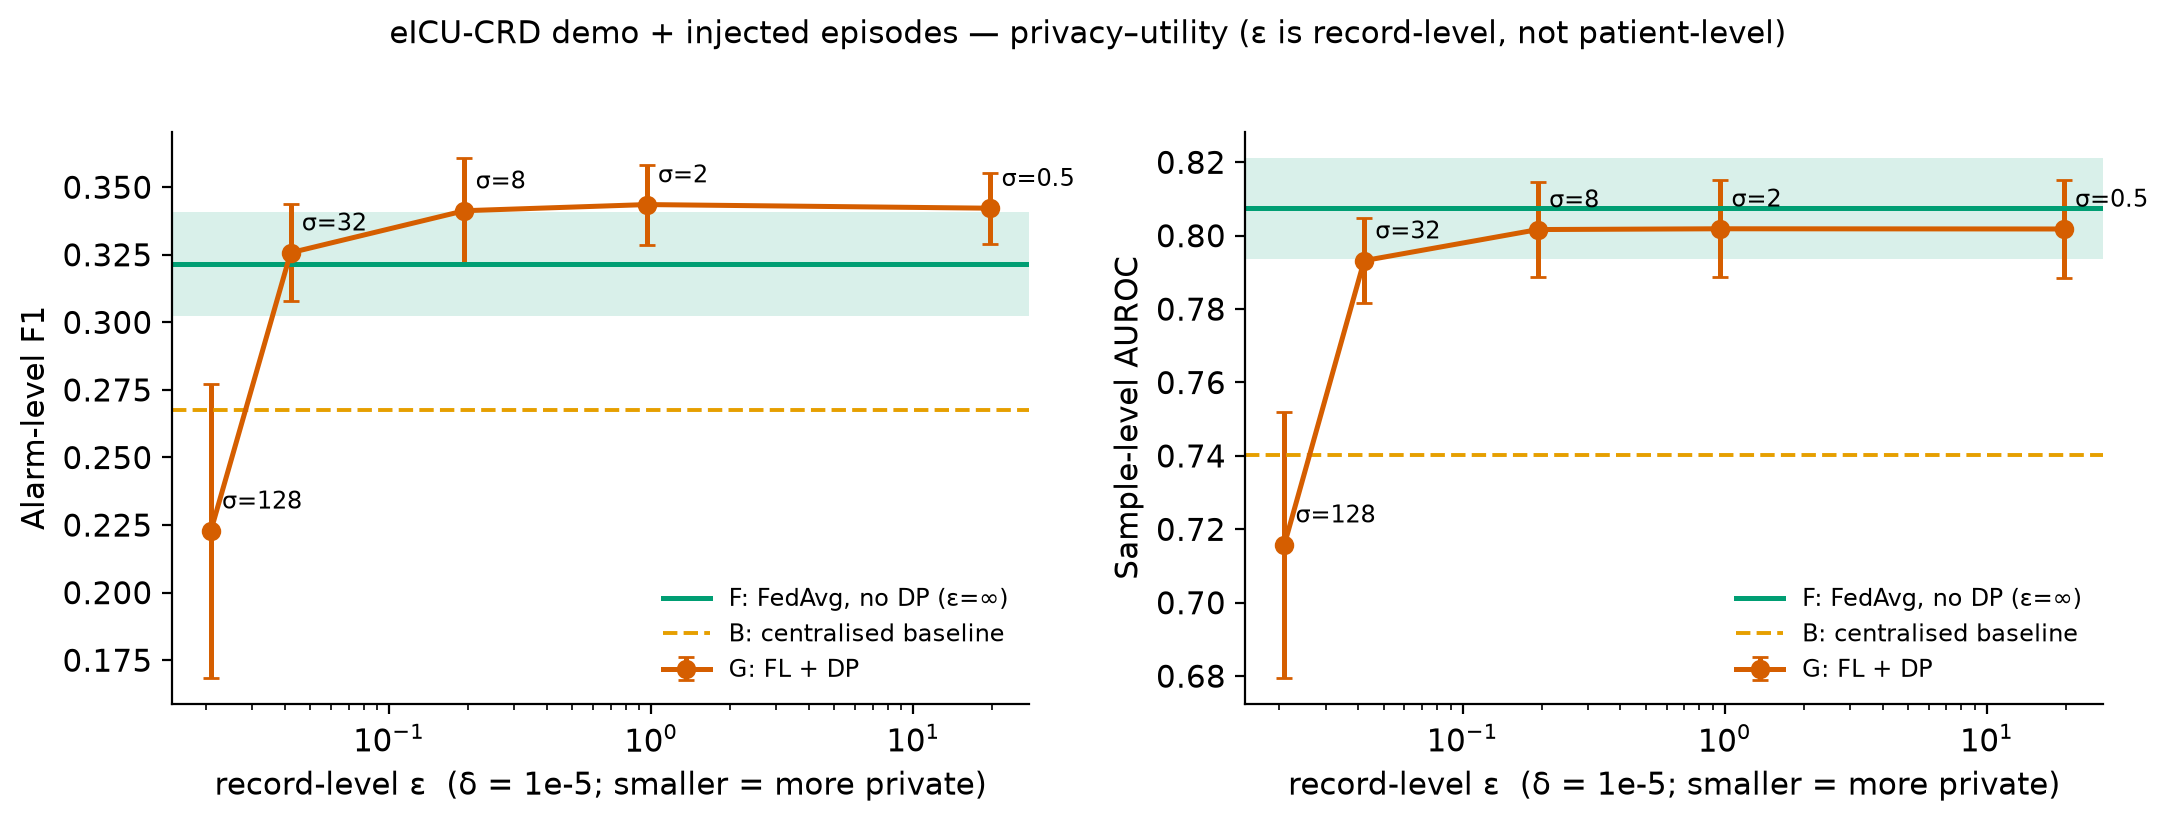 eICU-CRD demo + injected episodes — privacy–utility (ε is record-level, not patient-level)
Alarm-level F1
0.350
0.325
0.300
0.275
0.250
0.225
0.200
0.175
σ=128
σ=32
σ=8
σ=2
σ=0.5
F: FedAvg, no DP (ε=∞)
B: centralised baseline
G: FL + DP
10⁻¹
10⁰
10¹
record-level ε  (δ = 1e-5; smaller = more private)
Sample-level AUROC
0.82
0.80
0.78
0.76
0.74
0.72
0.70
0.68
σ=128
σ=32
σ=8
σ=2
σ=0.5
F: FedAvg, no DP (ε=∞)
B: centralised baseline
G: FL + DP
10⁻¹
10⁰
10¹
record-level ε  (δ = 1e-5; smaller = more private)